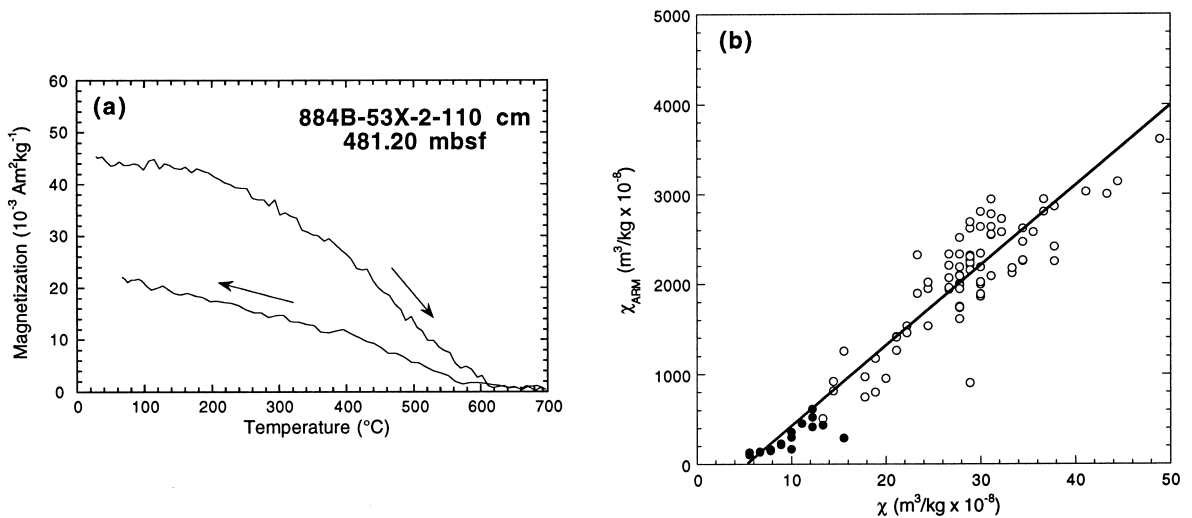 (a)
884B-53X-2-110 cm
481.20 mbsf
Magnetization (10⁻³ Am²kg⁻¹)
60
50
40
30
20
10
0
0 100 200 300 400 500 600 700
Temperature (°C)
(b)
χARM (m³/kg x 10⁻⁸)
5000
4000
3000
2000
1000
0
0 10 20 30 40 50
χ (m³/kg x 10⁻⁸)